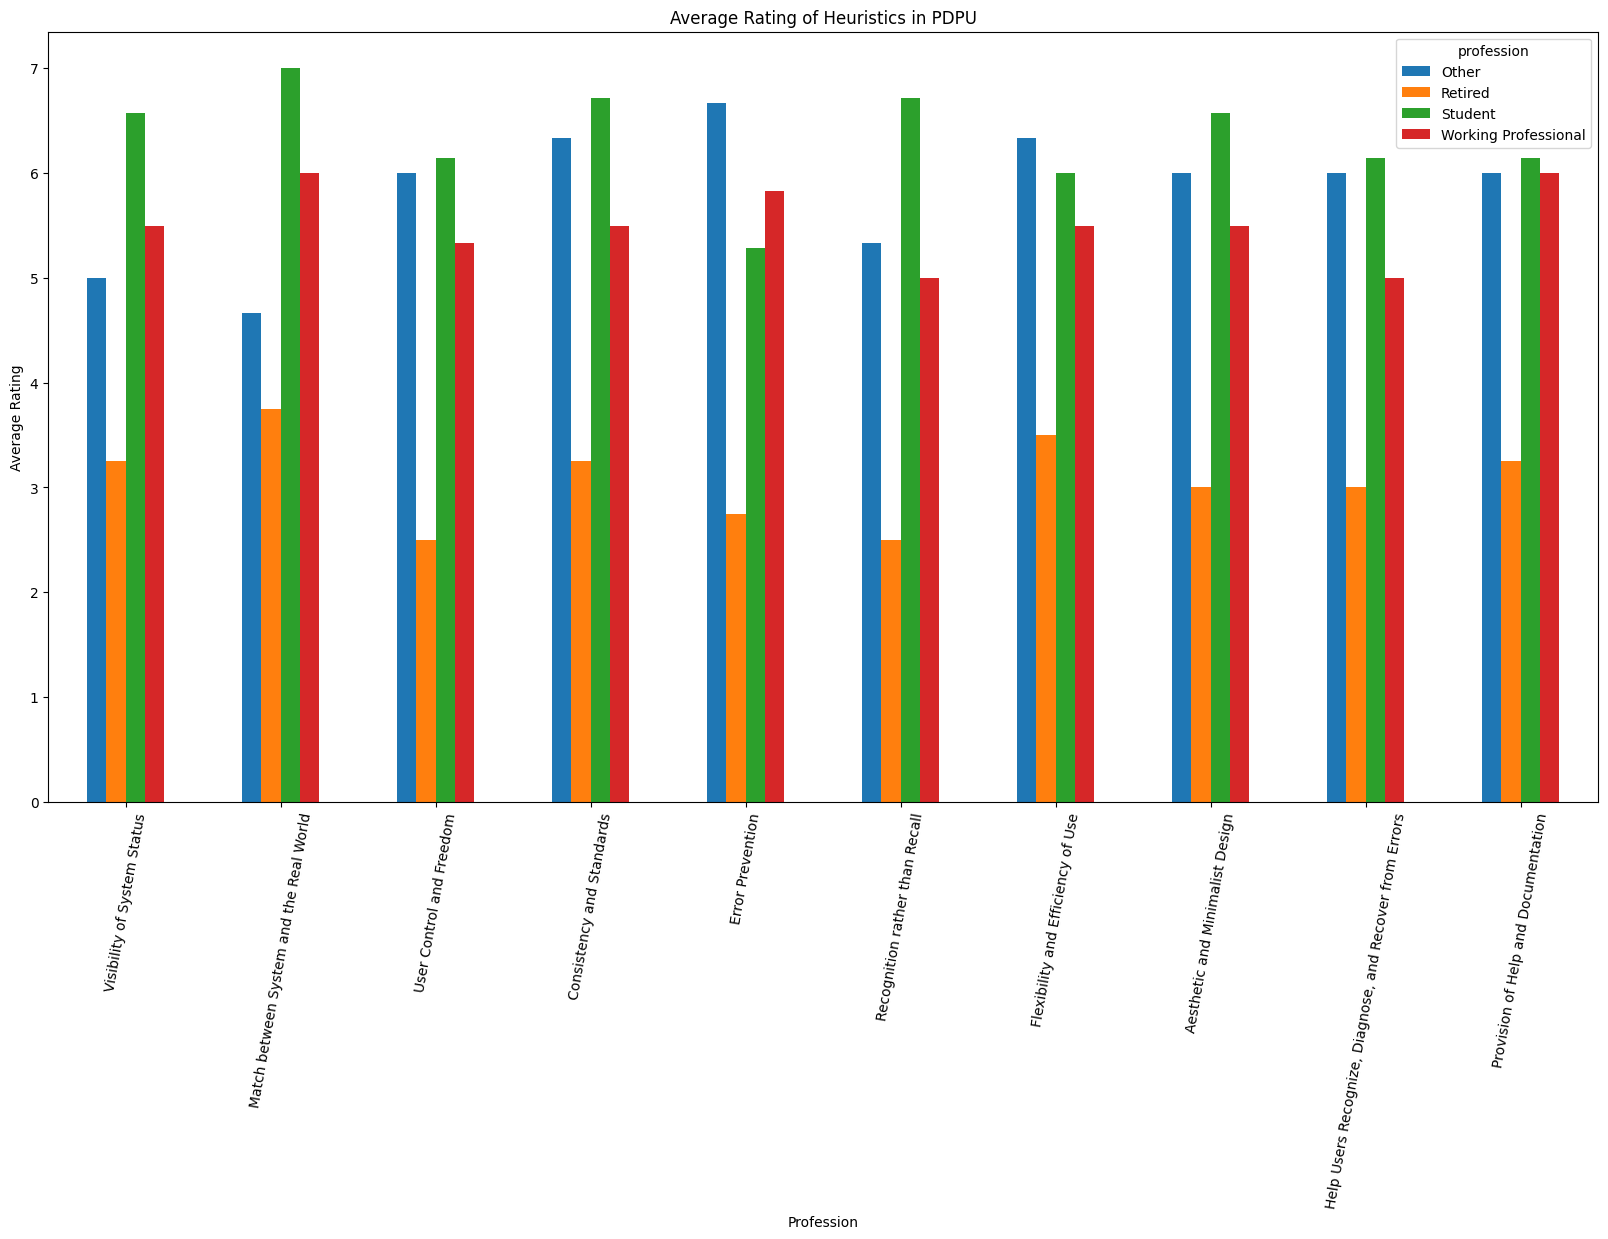 Average Rating of Heuristics in PDPU
profession
Other
Retired
Student
Working Professional
Average Rating
7
6
5
4
3
2
1
0
Visibility of System Status
Match between System and the Real World
User Control and Freedom
Consistency and Standards
Error Prevention
Recognition rather than Recall
Flexibility and Efficiency of Use
Aesthetic and Minimalist Design
Help Users Recognize, Diagnose, and Recover from Errors
Provision of Help and Documentation
Profession